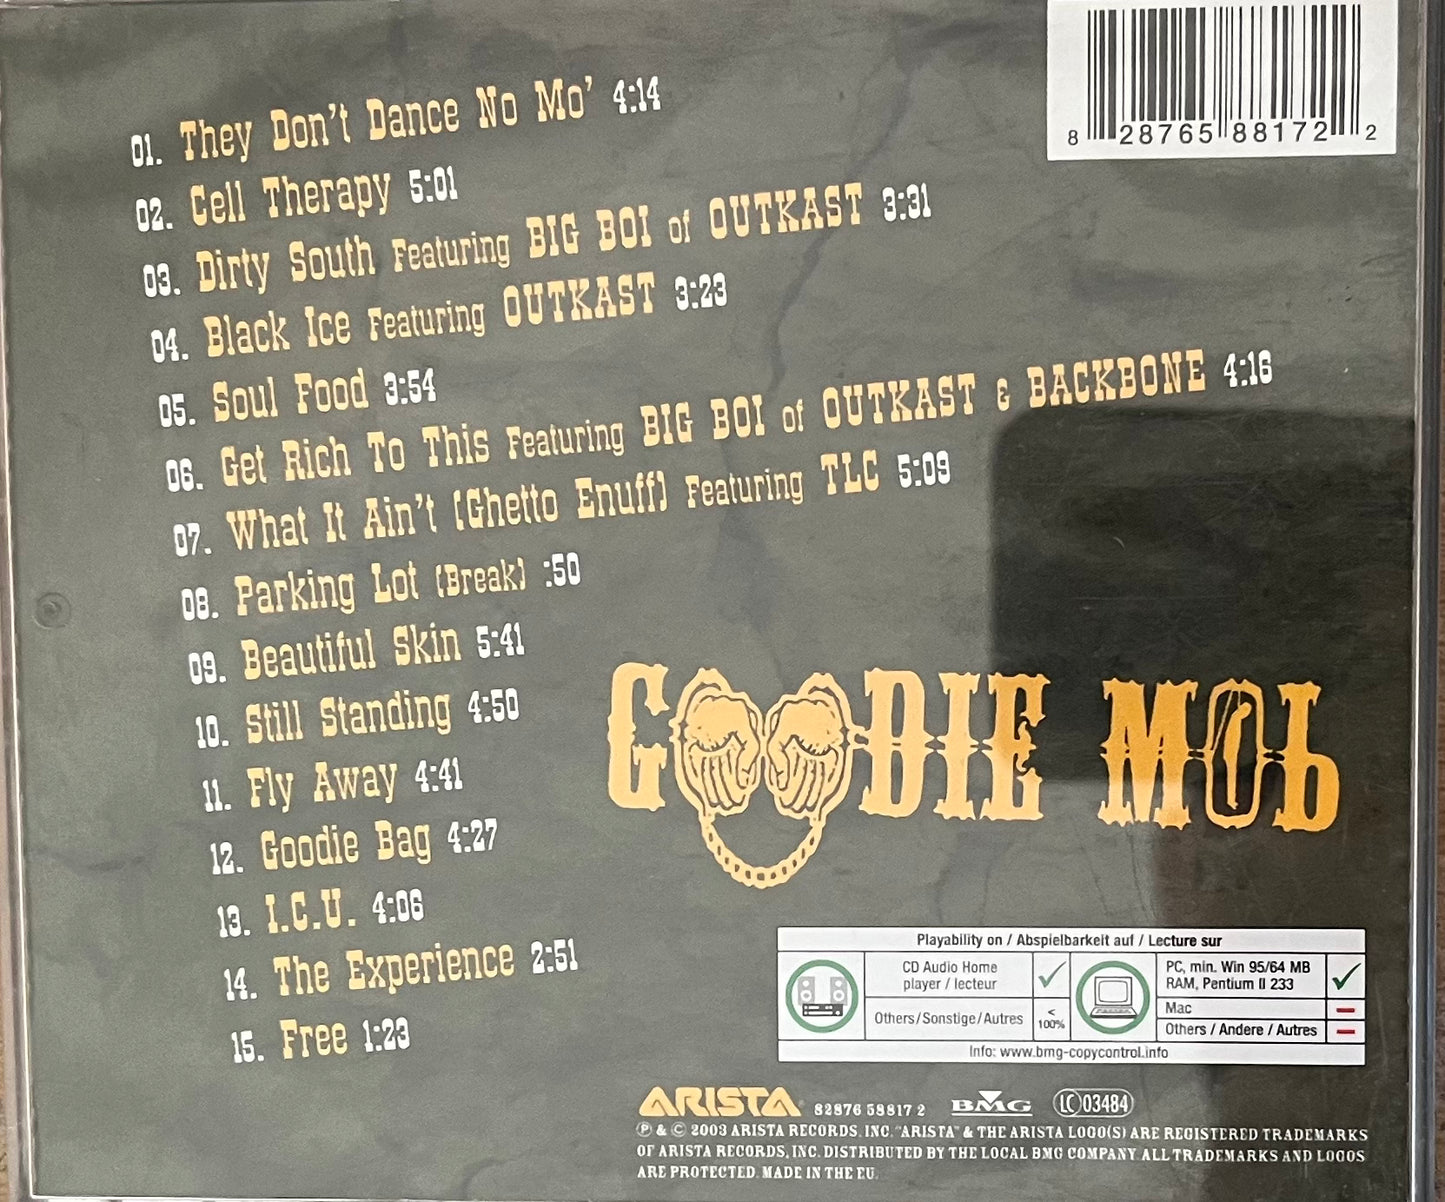 8 28765 88172 2
01. They Don't Dance No Mo' 4:14
02. Cell Therapy 5:01
03. Dirty South Featuring BIG BOI of OUTKAST 3:31
04. Black Ice Featuring OUTKAST 3:23
05. Soul Food 3:54
06. Get Rich To This Featuring BIG BOI of OUTKAST & BACKBONE 4:16
07. What It Ain't (Ghetto Enuff) Featuring TLC 5:09
08. Parking Lot (Break) :50
09. Beautiful Skin 5:41
10. Still Standing 4:50
11. Fly Away 4:41
12. Goodie Bag 4:27
13. I.C.U. 4:06
14. The Experience 2:51
15. Free 1:23
GOODIE MOb
Playability on / Abspielbarkeit auf / Lecture sur
CD Audio Home
player / lecteur
Others/Sonstige/Autres
<
100%
PC, min. Win 95/64 MB
RAM, Pentium II 233
Mac
Others / Andere / Autres
Info: www.bmg-copycontrol.info
ARISTA 82876 58817 2 BMG LC 03484
℗ & © 2003 ARISTA RECORDS, INC. "ARISTA" & THE ARISTA LOGO(S) ARE REGISTERED TRADEMARKS
OF ARISTA RECORDS, INC. DISTRIBUTED BY THE LOCAL BMG COMPANY. ALL TRADEMARKS AND LOGOS
ARE PROTECTED. MADE IN THE EU.